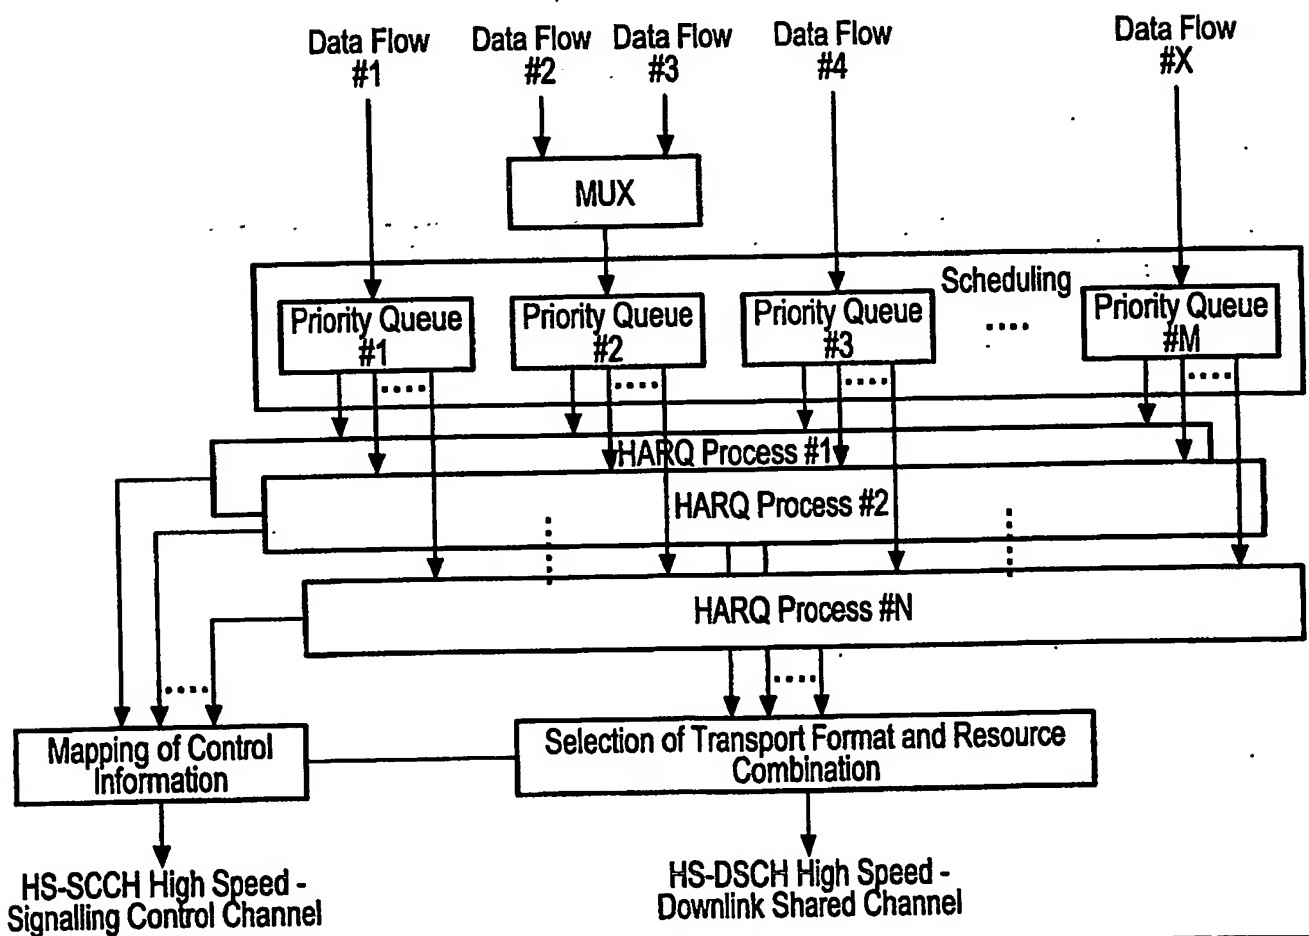 Data Flow
#1
Data Flow
#2
Data Flow
#3
Data Flow
#4
Data Flow
#X
MUX
Scheduling
Priority Queue
#1
Priority Queue
#2
Priority Queue
#3
Priority Queue
#M
HARQ Process #1
HARQ Process #2
HARQ Process #N
Mapping of Control
Information
Selection of Transport Format and Resource
Combination
HS-SCCH High Speed -
Signalling Control Channel
HS-DSCH High Speed -
Downlink Shared Channel